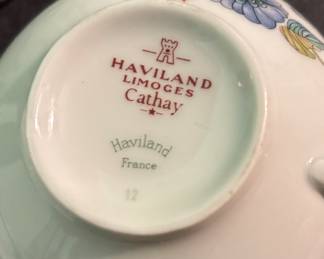 HAVILAND
LIMOGES
Cathay
Haviland
France
12